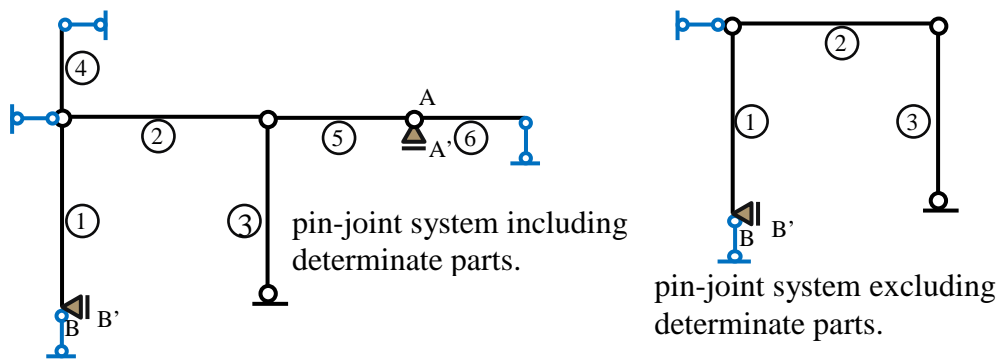 4
A
2
5
6
A'
1
3
pin-joint system including
determinate parts.
B
B'
2
1
3
B
B'
pin-joint system excluding
determinate parts.